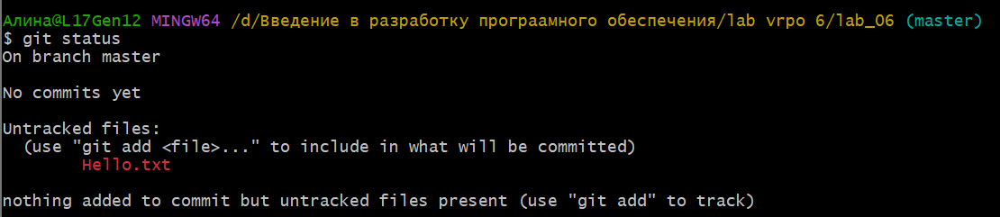 Алина@L17Gen12 MINGW64 /d/Введение в разработку програамного обеспечения/lab vrpo 6/lab_06 (master)
$ git status
On branch master
No commits yet
Untracked files:
(use "git add <file>..." to include in what will be committed)
Hello.txt
nothing added to commit but untracked files present (use "git add" to track)